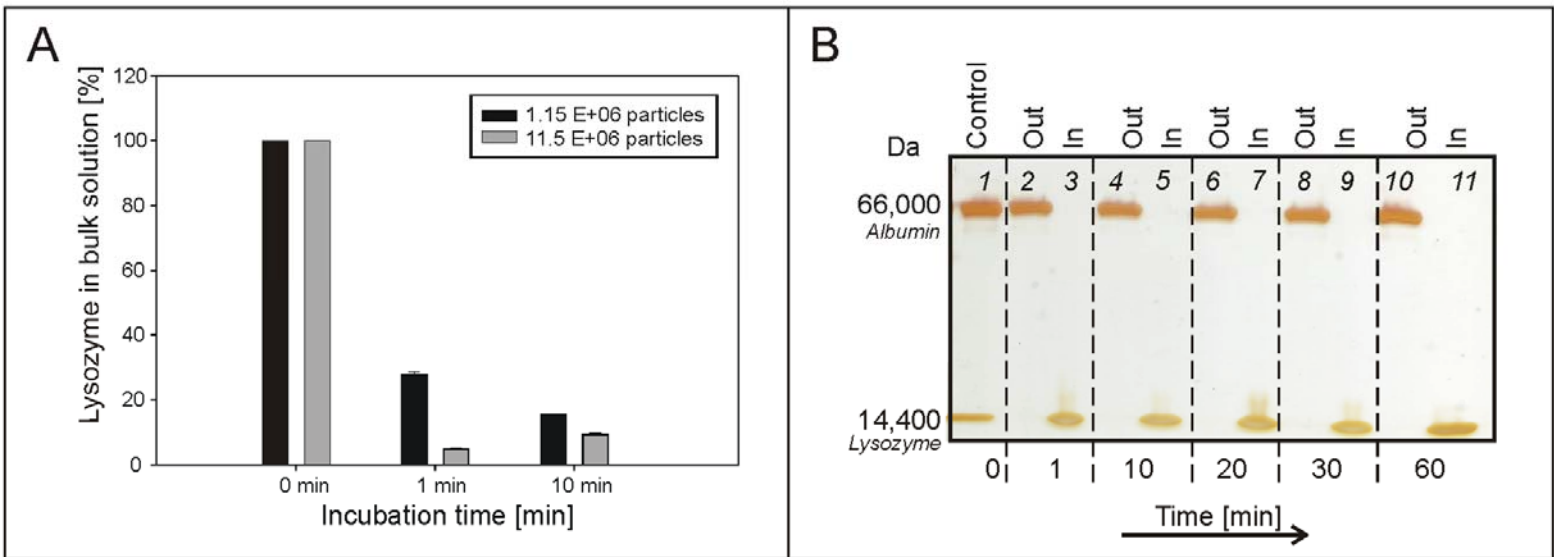 A
Lysozyme in bulk solution [%]
120
100
80
60
40
20
0
1.15 E+06 particles
11.5 E+06 particles
0 min
1 min
10 min
Incubation time [min]
B
Da
Control
Out
In
Out
In
Out
In
Out
In
Out
In
1 2 3 4 5 6 7 8 9 10 11
66,000
Albumin
14,400
Lysozyme
0 1 10 20 30 60
Time [min]